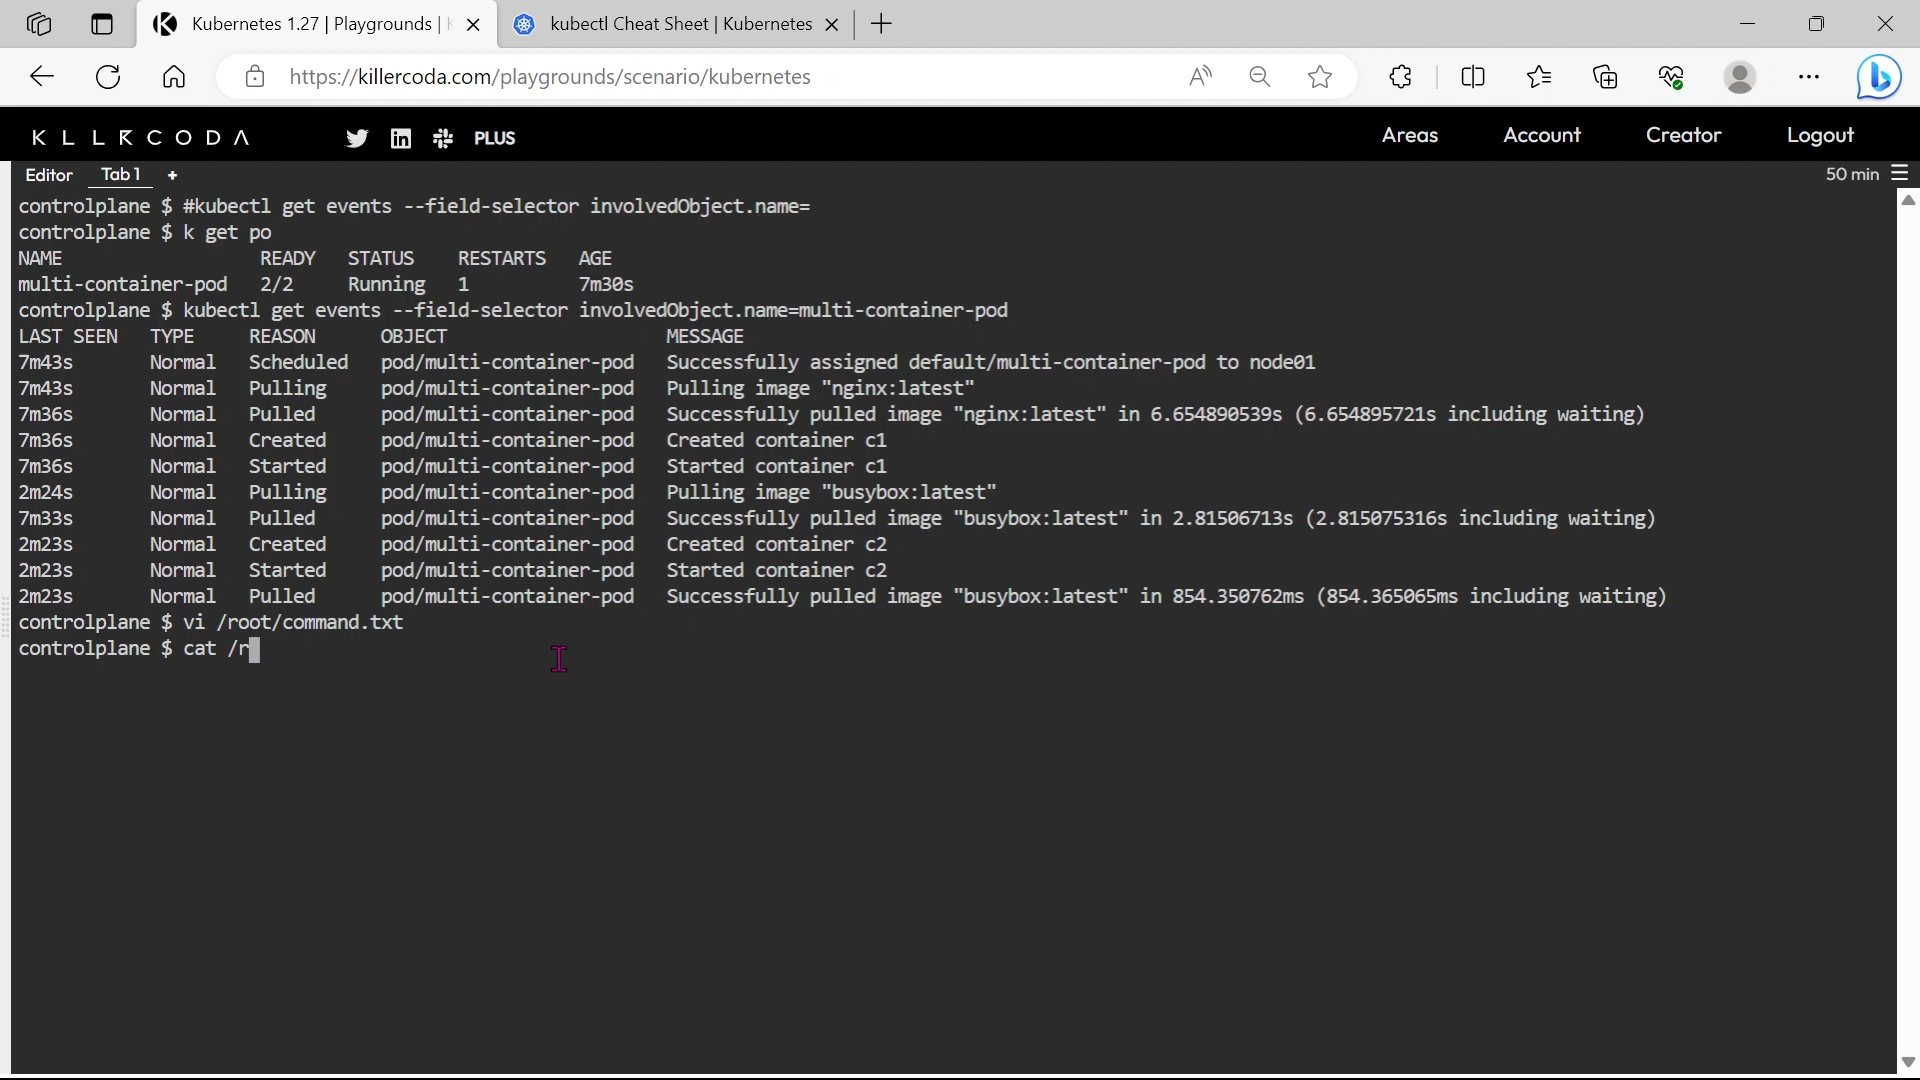 Kubernetes 1.27 | Playgrounds |
kubectl Cheat Sheet | Kubernetes
https://killercoda.com/playgrounds/scenario/kubernetes
KLLRCODA
PLUS
Areas
Account
Creator
Logout
Editor
Tab 1
+
50 min
controlplane $ #kubectl get events --field-selector involvedObject.name=
controlplane $ k get po
NAME READY STATUS RESTARTS AGE
multi-container-pod 2/2 Running 1 7m30s
controlplane $ kubectl get events --field-selector involvedObject.name=multi-container-pod
LAST SEEN TYPE REASON OBJECT MESSAGE
7m43s Normal Scheduled pod/multi-container-pod Successfully assigned default/multi-container-pod to node01
7m43s Normal Pulling pod/multi-container-pod Pulling image "nginx:latest"
7m36s Normal Pulled pod/multi-container-pod Successfully pulled image "nginx:latest" in 6.654890539s (6.654895721s including waiting)
7m36s Normal Created pod/multi-container-pod Created container c1
7m36s Normal Started pod/multi-container-pod Started container c1
2m24s Normal Pulling pod/multi-container-pod Pulling image "busybox:latest"
7m33s Normal Pulled pod/multi-container-pod Successfully pulled image "busybox:latest" in 2.81506713s (2.815075316s including waiting)
2m23s Normal Created pod/multi-container-pod Created container c2
2m23s Normal Started pod/multi-container-pod Started container c2
2m23s Normal Pulled pod/multi-container-pod Successfully pulled image "busybox:latest" in 854.350762ms (854.365065ms including waiting)
controlplane $ vi /root/command.txt
controlplane $ cat /r